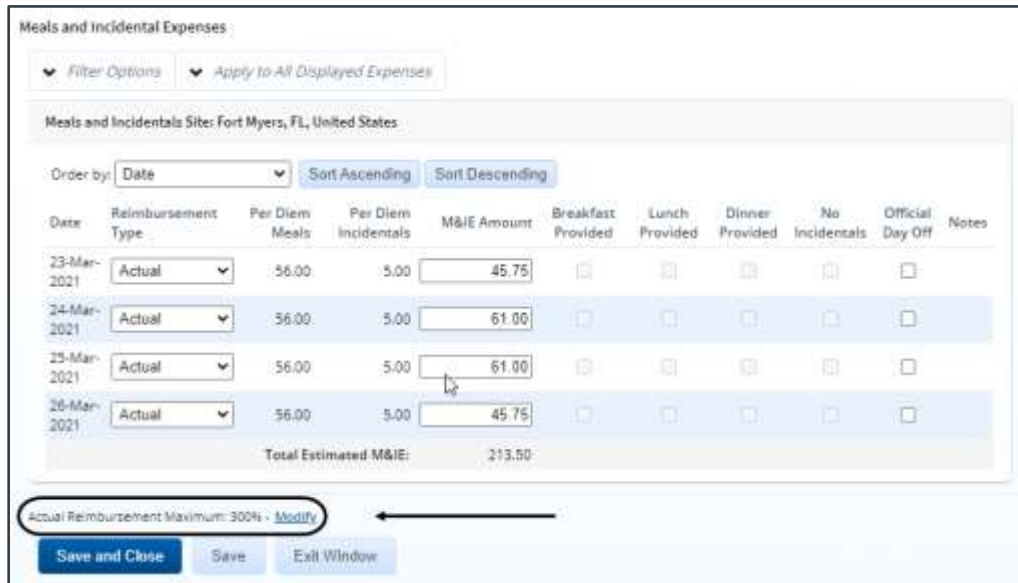 Meals and Incidental Expenses
Filter Options Apply to All Displayed Expenses
Meals and Incidentals Site: Fort Myers, FL, United States
Order by: Date Sort Ascending Sort Descending
Date Reimbursement Type Per Diem Meals Per Diem Incidentals M&IE Amount Breakfast Provided Lunch Provided Dinner Provided No Incidentals Official Day Off Notes
23-Mar-2021 Actual 56.00 5.00 45.75
24-Mar-2021 Actual 56.00 5.00 61.00
25-Mar-2021 Actual 56.00 5.00 61.00
26-Mar-2021 Actual 56.00 5.00 45.75
Total Estimated M&IE: 213.50
Actual Reimbursement Maximum: 300% - Modify
Save and Close Save Exit Window